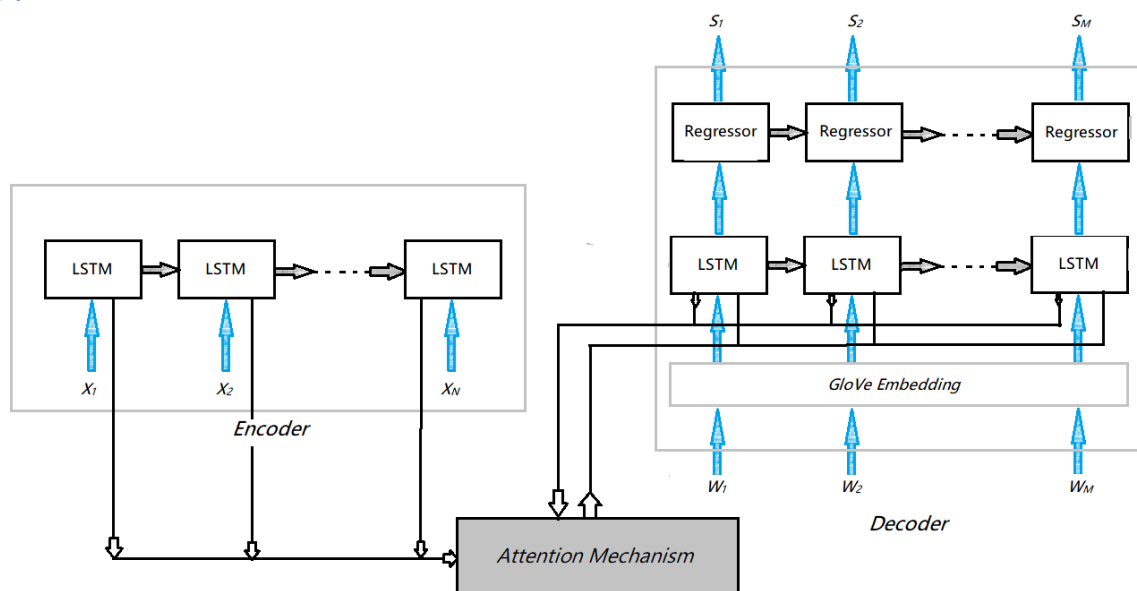 S1 S2 SM
Regressor Regressor Regressor
LSTM LSTM LSTM
LSTM LSTM LSTM
X1 X2 XN
GloVe Embedding
Encoder
W1 W2 WM
Decoder
Attention Mechanism